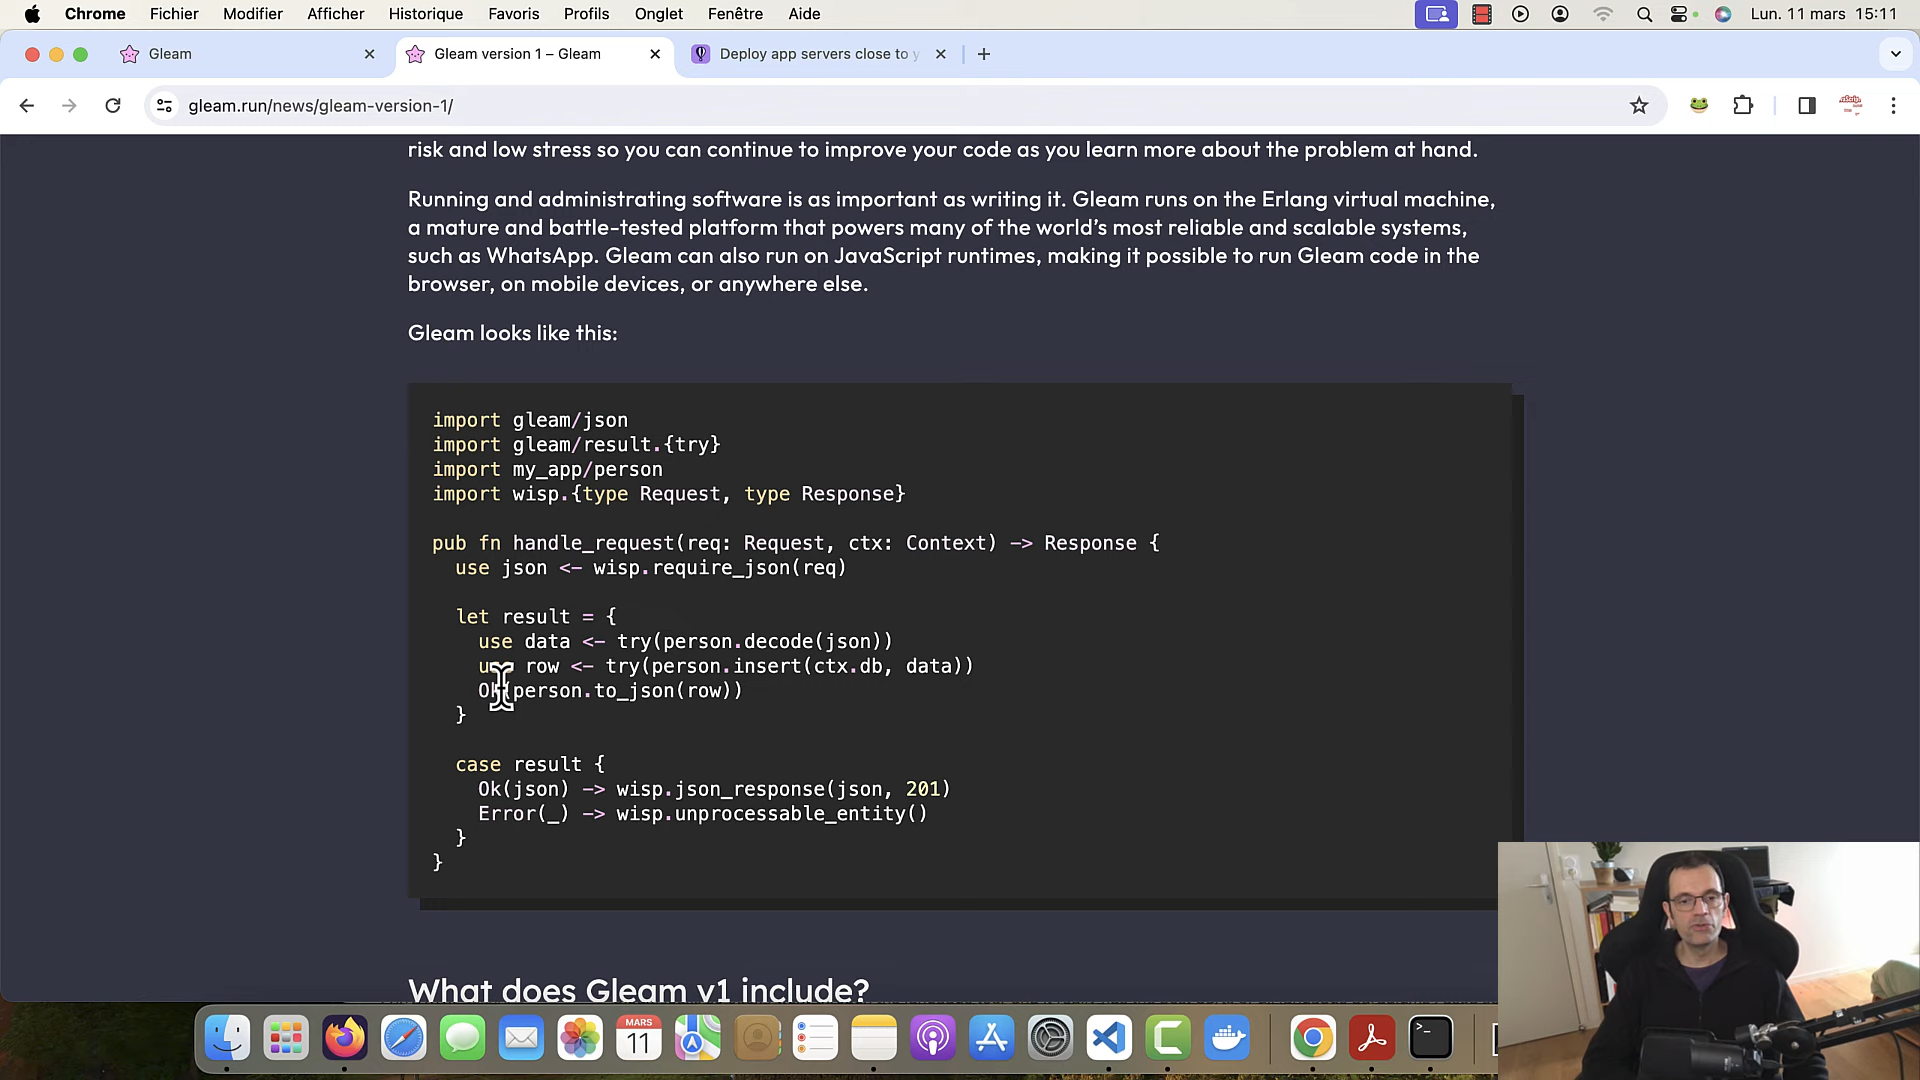 Chrome Fichier Modifier Afficher Historique Favoris Profils Onglet Fenêtre Aide Lun. 11 mars 15:11
Gleam Gleam version 1 – Gleam Deploy app servers close to y
gleam.run/news/gleam-version-1/
risk and low stress so you can continue to improve your code as you learn more about the problem at hand.
Running and administrating software is as important as writing it. Gleam runs on the Erlang virtual machine,
a mature and battle-tested platform that powers many of the world’s most reliable and scalable systems,
such as WhatsApp. Gleam can also run on JavaScript runtimes, making it possible to run Gleam code in the
browser, on mobile devices, or anywhere else.
Gleam looks like this:
import gleam/json
import gleam/result.{try}
import my_app/person
import wisp.{type Request, type Response}
pub fn handle_request(req: Request, ctx: Context) -> Response {
use json <- wisp.require_json(req)
let result = {
use data <- try(person.decode(json))
use row <- try(person.insert(ctx.db, data))
Ok(person.to_json(row))
}
case result {
Ok(json) -> wisp.json_response(json, 201)
Error(_) -> wisp.unprocessable_entity()
}
}
What does Gleam v1 include?
MARS
11